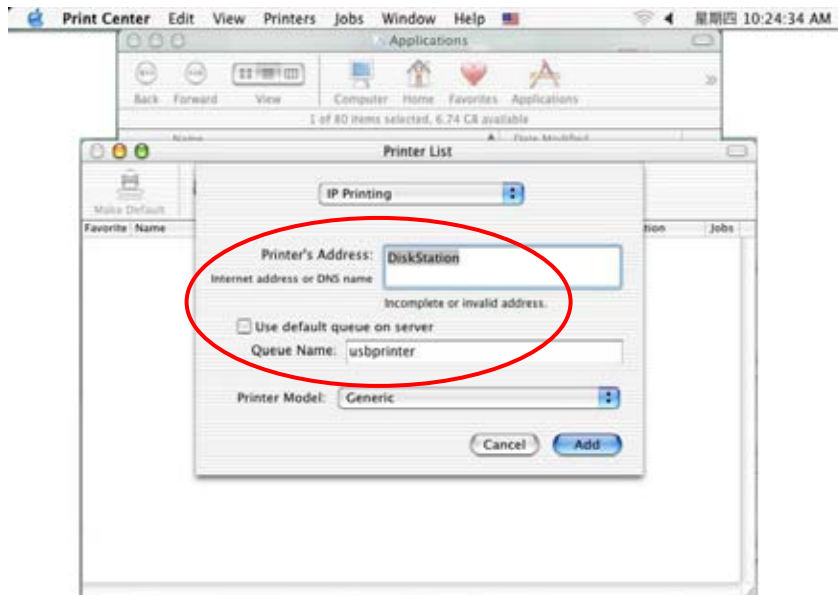 Print Center Edit View Printers Jobs Window Help 星期四 10:24:34 AM
Applications
Back Forward View Computer Home Favorites Applications
1 of 80 items selected, 6.74 GB available
Name Date Modified
Printer List
Make Default
IP Printing
Favorite Name Jobs
Printer's Address: DiskStation
Internet address or DNS name
Incomplete or invalid address.
Use default queue on server
Queue Name: usbprinter
Printer Model: Generic
Cancel Add